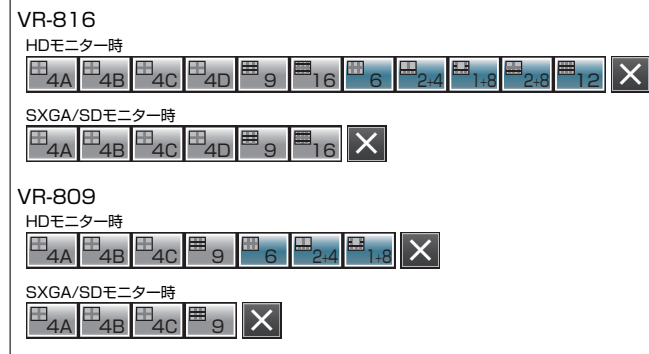 VR-816
HDモニター時
4A 4B 4C 4D 9 16 6 2+4 1+8 2+8 12
SXGA/SDモニター時
4A 4B 4C 4D 9 16
VR-809
HDモニター時
4A 4B 4C 9 6 2+4 1+8
SXGA/SDモニター時
4A 4B 4C 9